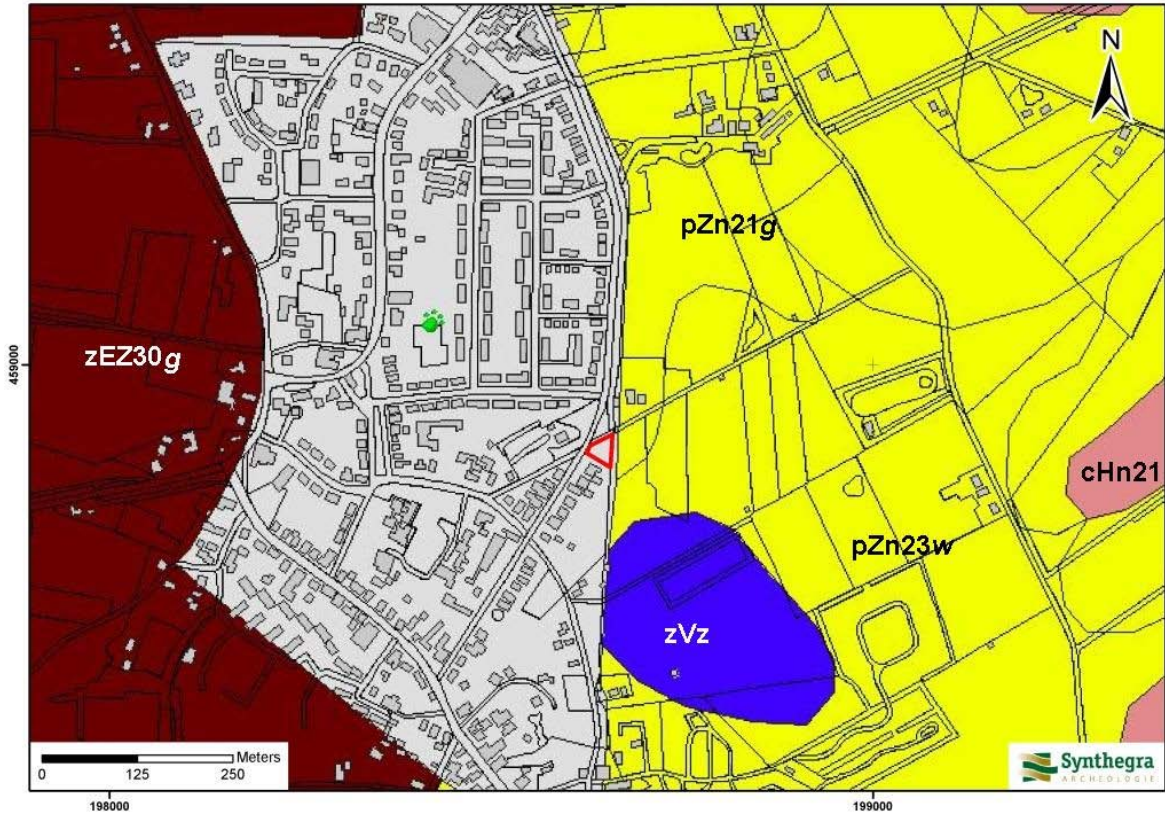 N
pZn21g
459000
zEZ30g
cHn21
pZn23w
zVz
Meters
0 125 250
Synthegra
ARCHEOLOGIE
198000 199000